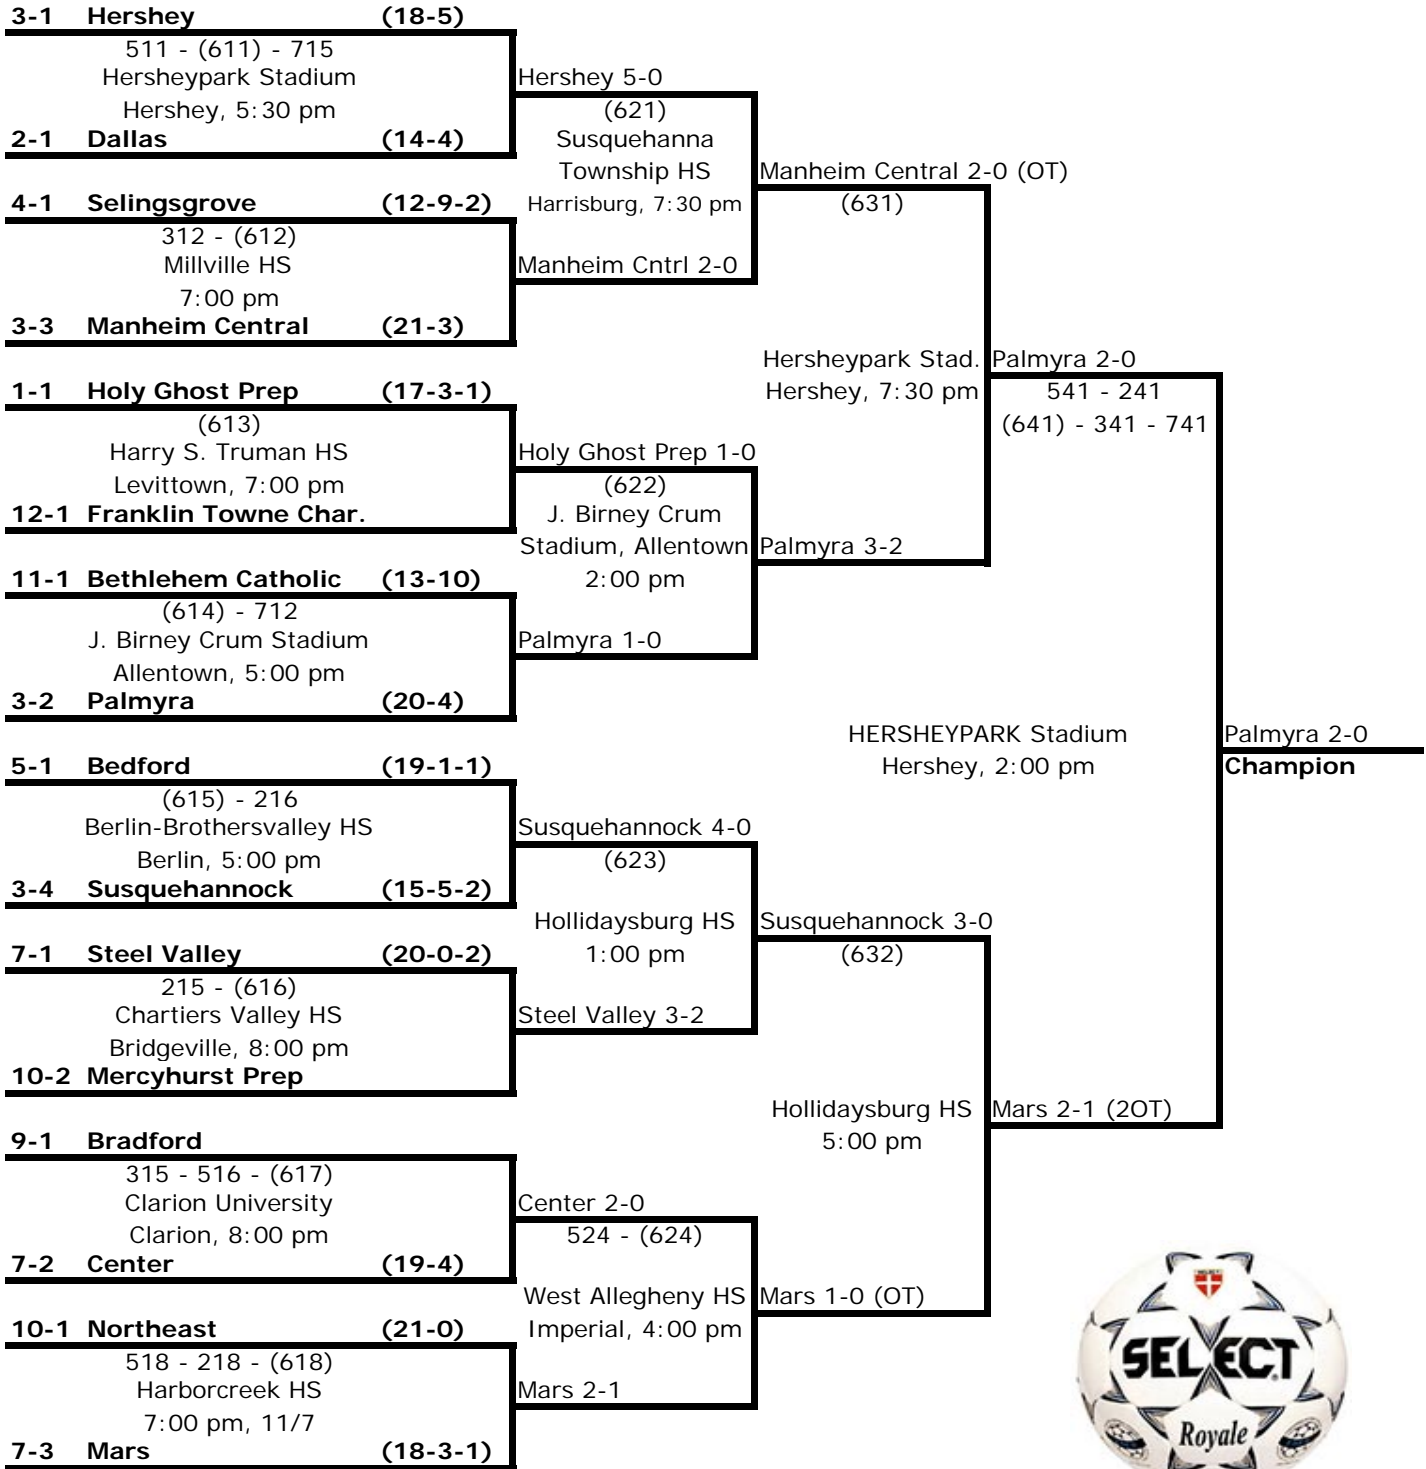 3-1 Hershey (18-5)
511 - (611) - 715
Hersheypark Stadium
Hershey, 5:30 pm
2-1 Dallas (14-4)
4-1 Selingsgrove (12-9-2)
312 - (612)
Millville HS
7:00 pm
3-3 Manheim Central (21-3)
1-1 Holy Ghost Prep (17-3-1)
(613)
Harry S. Truman HS
Levittown, 7:00 pm
12-1 Franklin Towne Char.
11-1 Bethlehem Catholic (13-10)
(614) - 712
J. Birney Crum Stadium
Allentown, 5:00 pm
3-2 Palmyra (20-4)
5-1 Bedford (19-1-1)
(615) - 216
Berlin-Brothersvalley HS
Berlin, 5:00 pm
3-4 Susquehannock (15-5-2)
7-1 Steel Valley (20-0-2)
215 - (616)
Chartiers Valley HS
Bridgeville, 8:00 pm
10-2 Mercyhurst Prep
9-1 Bradford
315 - 516 - (617)
Clarion University
Clarion, 8:00 pm
7-2 Center (19-4)
10-1 Northeast (21-0)
518 - 218 - (618)
Harborcreek HS
7:00 pm, 11/7
7-3 Mars (18-3-1)
Hershey 5-0
(621)
Susquehanna
Township HS
Harrisburg, 7:30 pm
Manheim Cntrl 2-0
Holy Ghost Prep 1-0
(622)
J. Birney Crum
Stadium, Allentown
2:00 pm
Palmyra 1-0
Susquehannock 4-0
(623)
Hollidaysburg HS
1:00 pm
Steel Valley 3-2
Center 2-0
524 - (624)
West Allegheny HS
Imperial, 4:00 pm
Mars 2-1
Manheim Central 2-0 (OT)
(631)
Hersheypark Stad.
Hershey, 7:30 pm
Palmyra 3-2
Susquehannock 3-0
(632)
Hollidaysburg HS
5:00 pm
Mars 1-0 (OT)
Palmyra 2-0
541 - 241
(641) - 341 - 741
HERSHEYPARK Stadium
Hershey, 2:00 pm
Mars 2-1 (2OT)
Palmyra 2-0
Champion
SELECT
SELECT
Royale